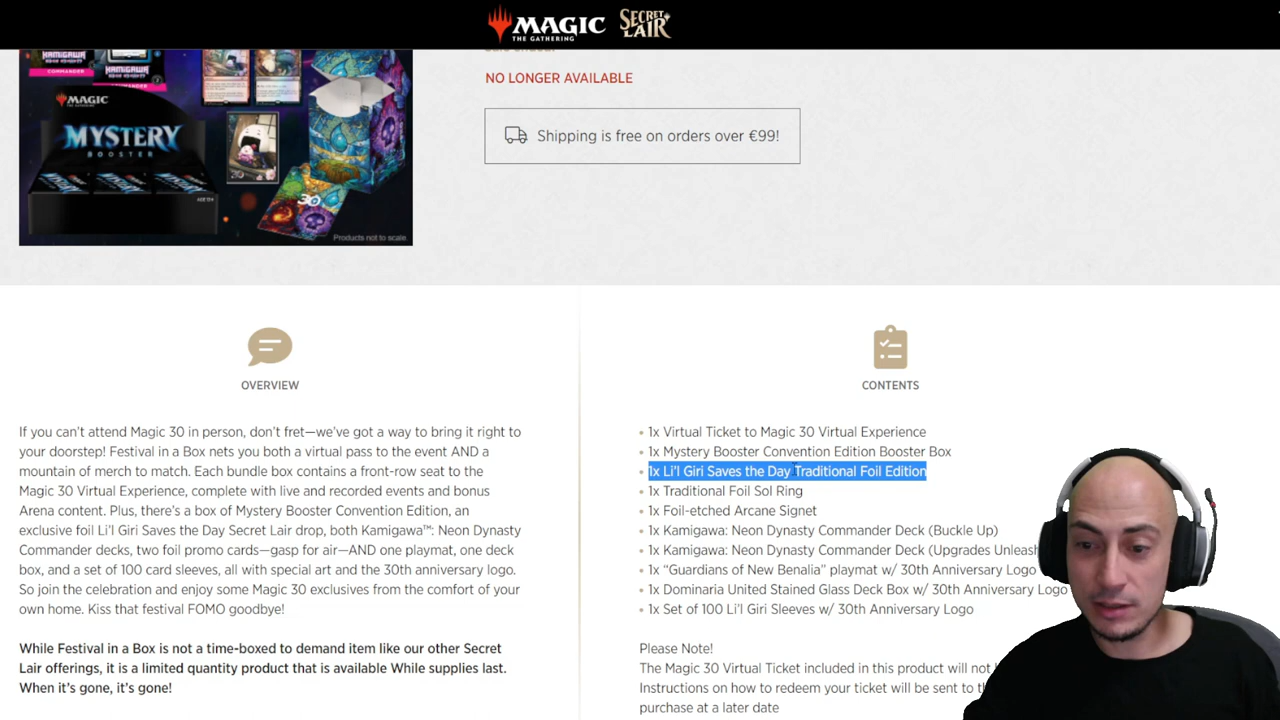 MAGIC
THE GATHERING
SECRET
LAIR
NO LONGER AVAILABLE
Shipping is free on orders over €99!
KAMIGAWA
COMMANDER
COMMANDER
MAGIC
MYSTERY
BOOSTER
30
Products not to scale.
OVERVIEW
If you can't attend Magic 30 in person, don't fret—we've got a way to bring it right to
your doorstep! Festival in a Box nets you both a virtual pass to the event AND a
mountain of merch to match. Each bundle box contains a front-row seat to the
Magic 30 Virtual Experience, complete with live and recorded events and bonus
Arena content. Plus, there's a box of Mystery Booster Convention Edition, an
exclusive foil Li'l Giri Saves the Day Secret Lair drop, both Kamigawa™: Neon Dynasty
Commander decks, two foil promo cards—gasp for air—AND one playmat, one deck
box, and a set of 100 card sleeves, all with special art and the 30th anniversary logo.
So join the celebration and enjoy some Magic 30 exclusives from the comfort of your
own home. Kiss that festival FOMO goodbye!
While Festival in a Box is not a time-boxed to demand item like our other Secret
Lair offerings, it is a limited quantity product that is available While supplies last.
When it's gone, it's gone!
CONTENTS
• 1x Virtual Ticket to Magic 30 Virtual Experience
• 1x Mystery Booster Convention Edition Booster Box
• 1x Li'l Giri Saves the Day Traditional Foil Edition
• 1x Traditional Foil Sol Ring
• 1x Foil-etched Arcane Signet
• 1x Kamigawa: Neon Dynasty Commander Deck (Buckle Up)
• 1x Kamigawa: Neon Dynasty Commander Deck (Upgrades Unleash
• 1x “Guardians of New Benalia” playmat w/ 30th Anniversary Logo
• 1x Dominaria United Stained Glass Deck Box w/ 30th Anniversary Logo
• 1x Set of 100 Li'l Giri Sleeves w/ 30th Anniversary Logo
Please Note!
The Magic 30 Virtual Ticket included in this product will not
Instructions on how to redeem your ticket will be sent to
purchase at a later date